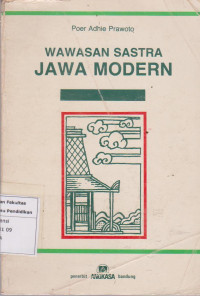 Poer Adhie Prawoto
WAWASAN SASTRA
JAWA MODERN
penerbit ANGKASA bandung